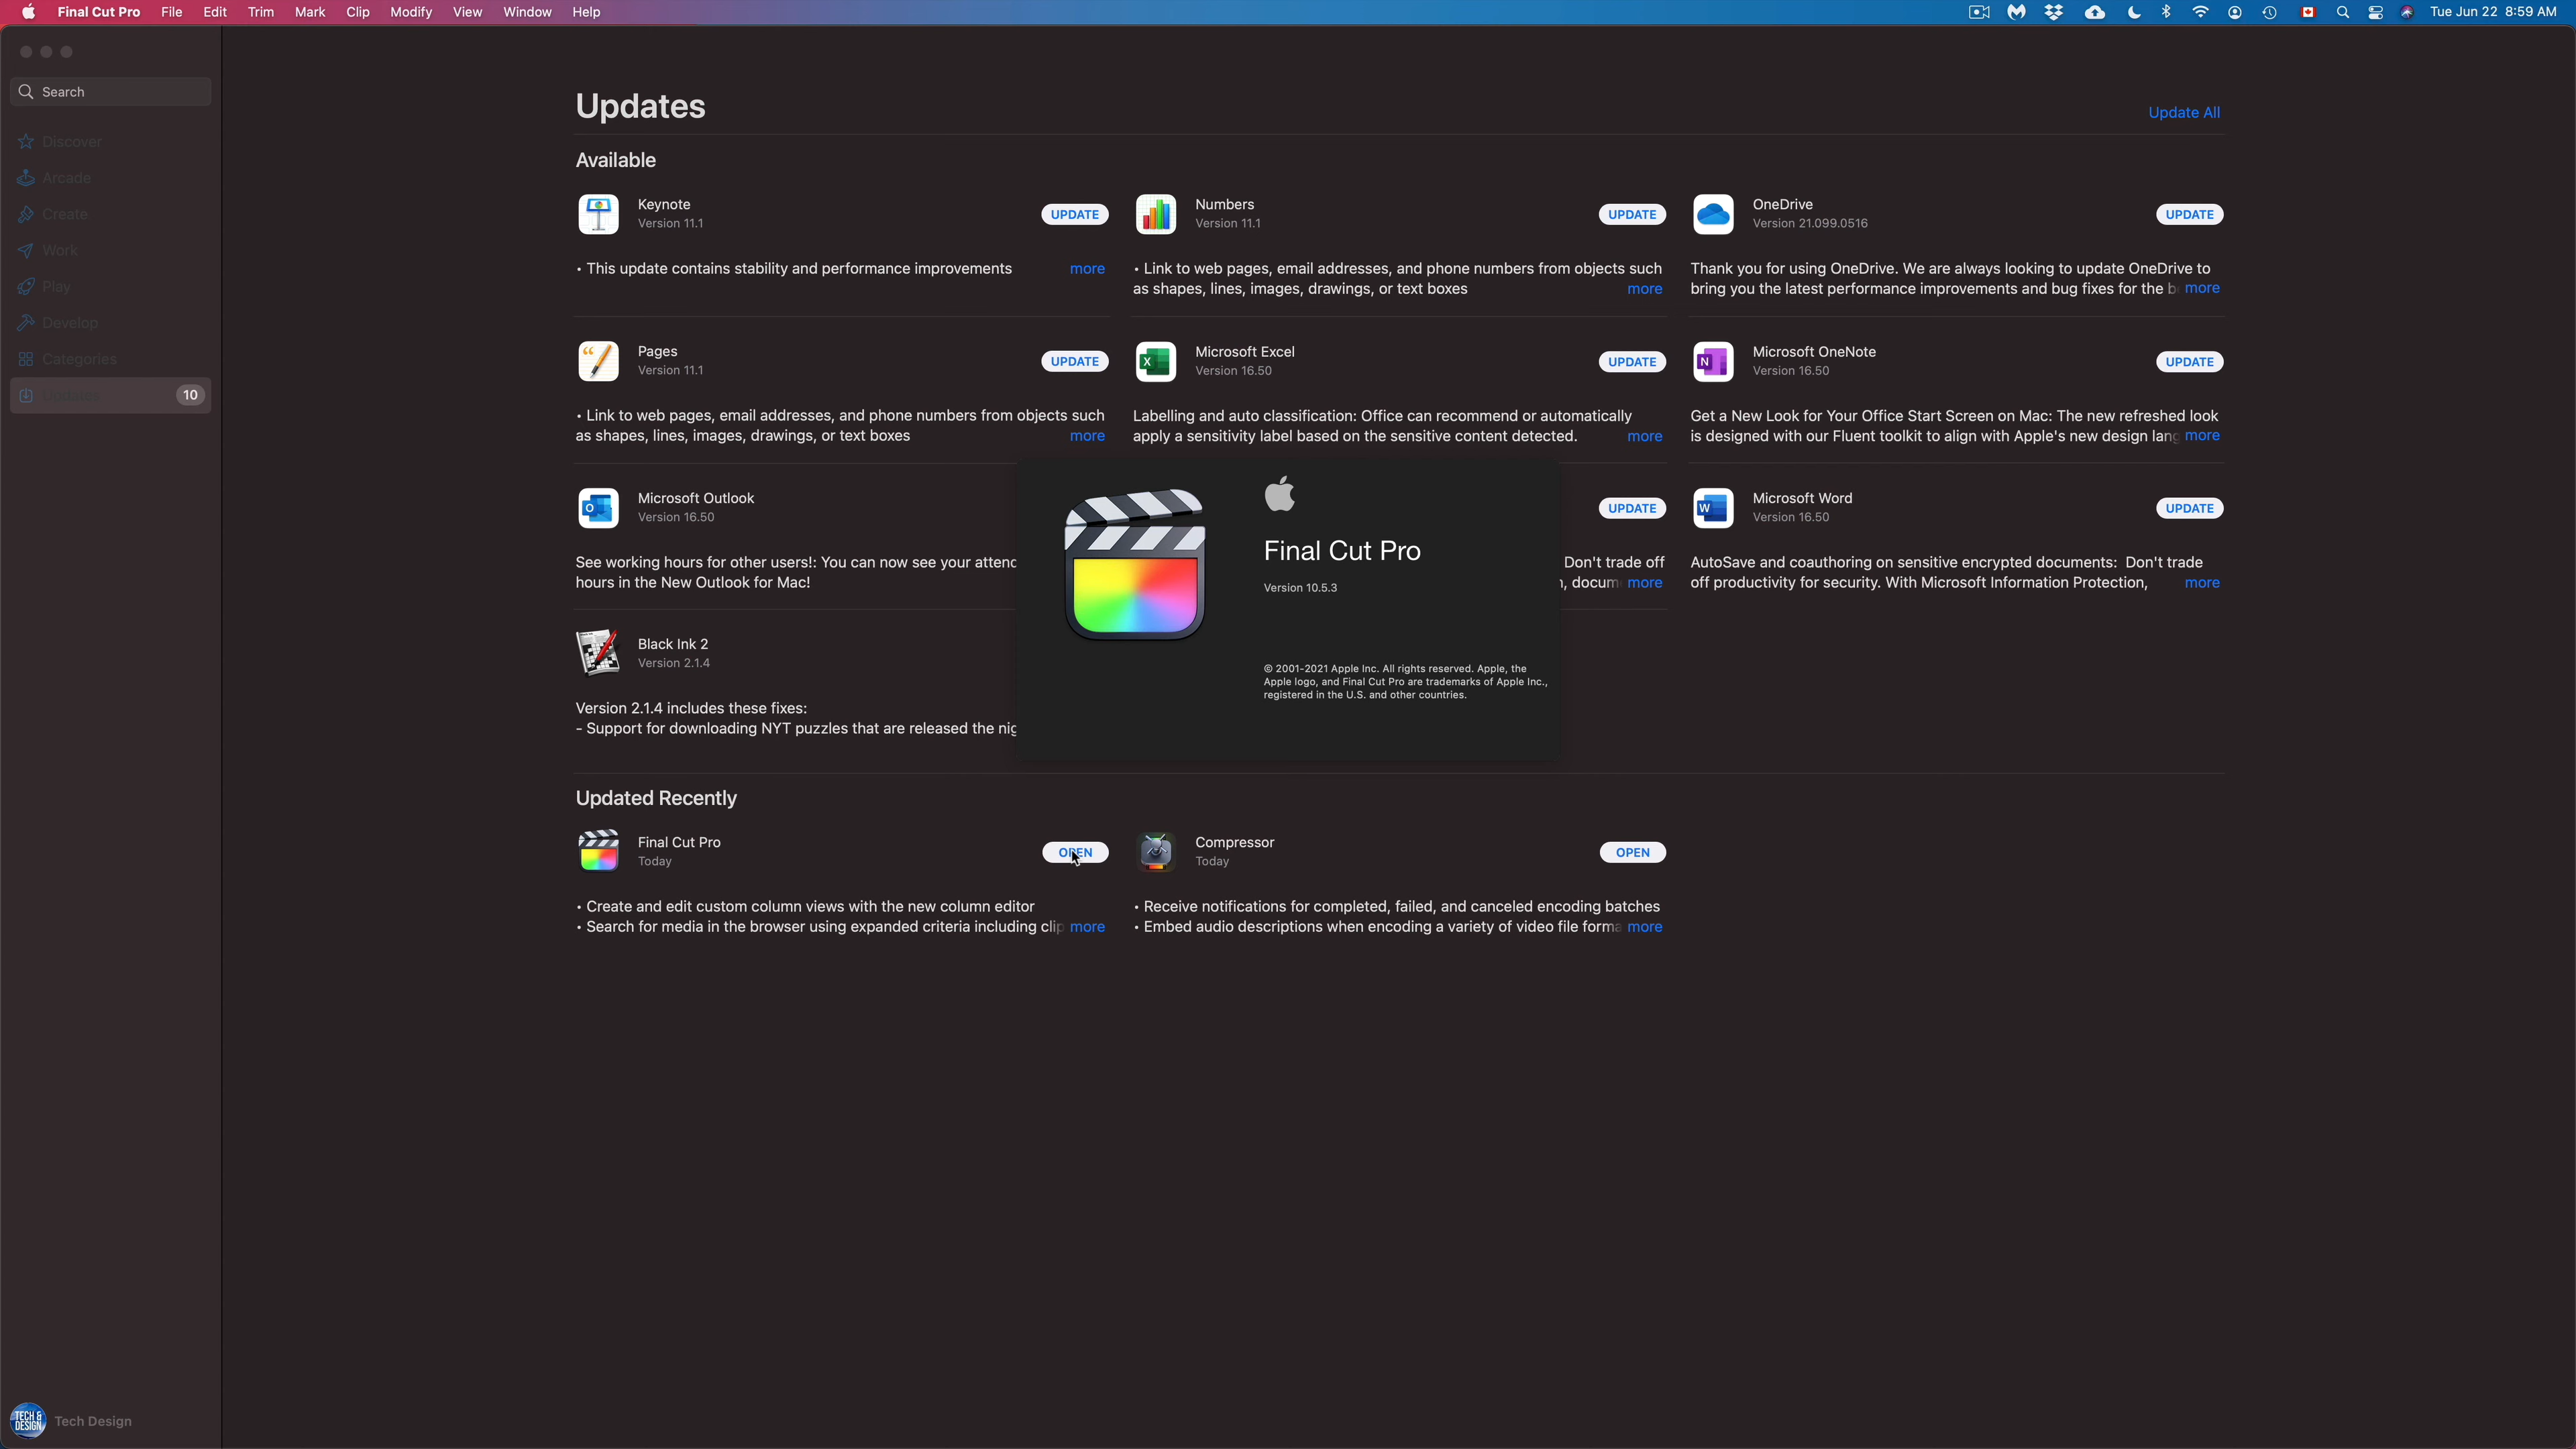 Final Cut Pro File Edit Trim Mark Clip Modify View Window Help Tue Jun 22 8:59 AM
Search
Discover
Arcade
Create
Work
Play
Develop
Categories
Updates 10
TECH &
DESIGN
Tech Design
Updates
Update All
Available
Keynote
Version 11.1
UPDATE
• This update contains stability and performance improvements more
Numbers
Version 11.1
UPDATE
• Link to web pages, email addresses, and phone numbers from objects such
as shapes, lines, images, drawings, or text boxes more
OneDrive
Version 21.099.0516
UPDATE
Thank you for using OneDrive. We are always looking to update OneDrive to
bring you the latest performance improvements and bug fixes for the more
Pages
Version 11.1
UPDATE
• Link to web pages, email addresses, and phone numbers from objects such
as shapes, lines, images, drawings, or text boxes more
Microsoft Excel
Version 16.50
UPDATE
Labelling and auto classification: Office can recommend or automatically
apply a sensitivity label based on the sensitive content detected. more
Microsoft OneNote
Version 16.50
UPDATE
Get a New Look for Your Office Start Screen on Mac: The new refreshed look
is designed with our Fluent toolkit to align with Apple's new design lang more
Microsoft Outlook
Version 16.50
See working hours for other users!: You can now see your attend
hours in the New Outlook for Mac!
UPDATE
Don't trade off
, docum more
Microsoft Word
Version 16.50
UPDATE
AutoSave and coauthoring on sensitive encrypted documents: Don't trade
off productivity for security. With Microsoft Information Protection, more
Final Cut Pro
Version 10.5.3
© 2001-2021 Apple Inc. All rights reserved. Apple, the
Apple logo, and Final Cut Pro are trademarks of Apple Inc.,
registered in the U.S. and other countries.
Black Ink 2
Version 2.1.4
Version 2.1.4 includes these fixes:
- Support for downloading NYT puzzles that are released the nig
Updated Recently
Final Cut Pro
Today
OPEN
• Create and edit custom column views with the new column editor
• Search for media in the browser using expanded criteria including clip more
Compressor
Today
OPEN
• Receive notifications for completed, failed, and canceled encoding batches
• Embed audio descriptions when encoding a variety of video file forma more